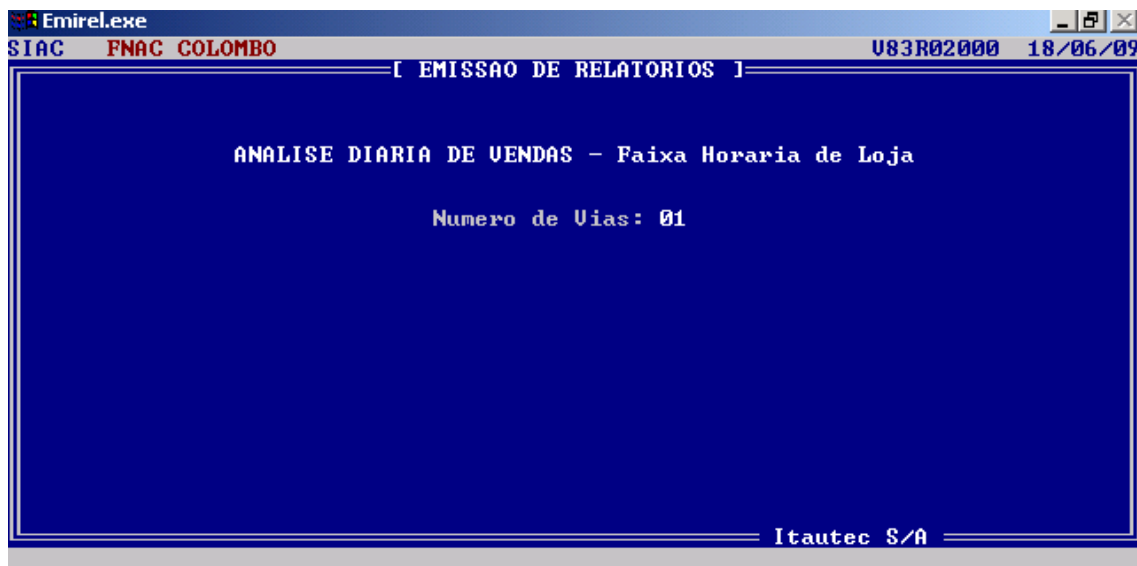 Emirel.exe
SIAC FNAC COLOMBO V83R02000 18/06/09
[ EMISSAO DE RELATORIOS ]
ANALISE DIARIA DE VENDAS - Faixa Horaria de Loja
Numero de Vias: 01
Itautec S/A